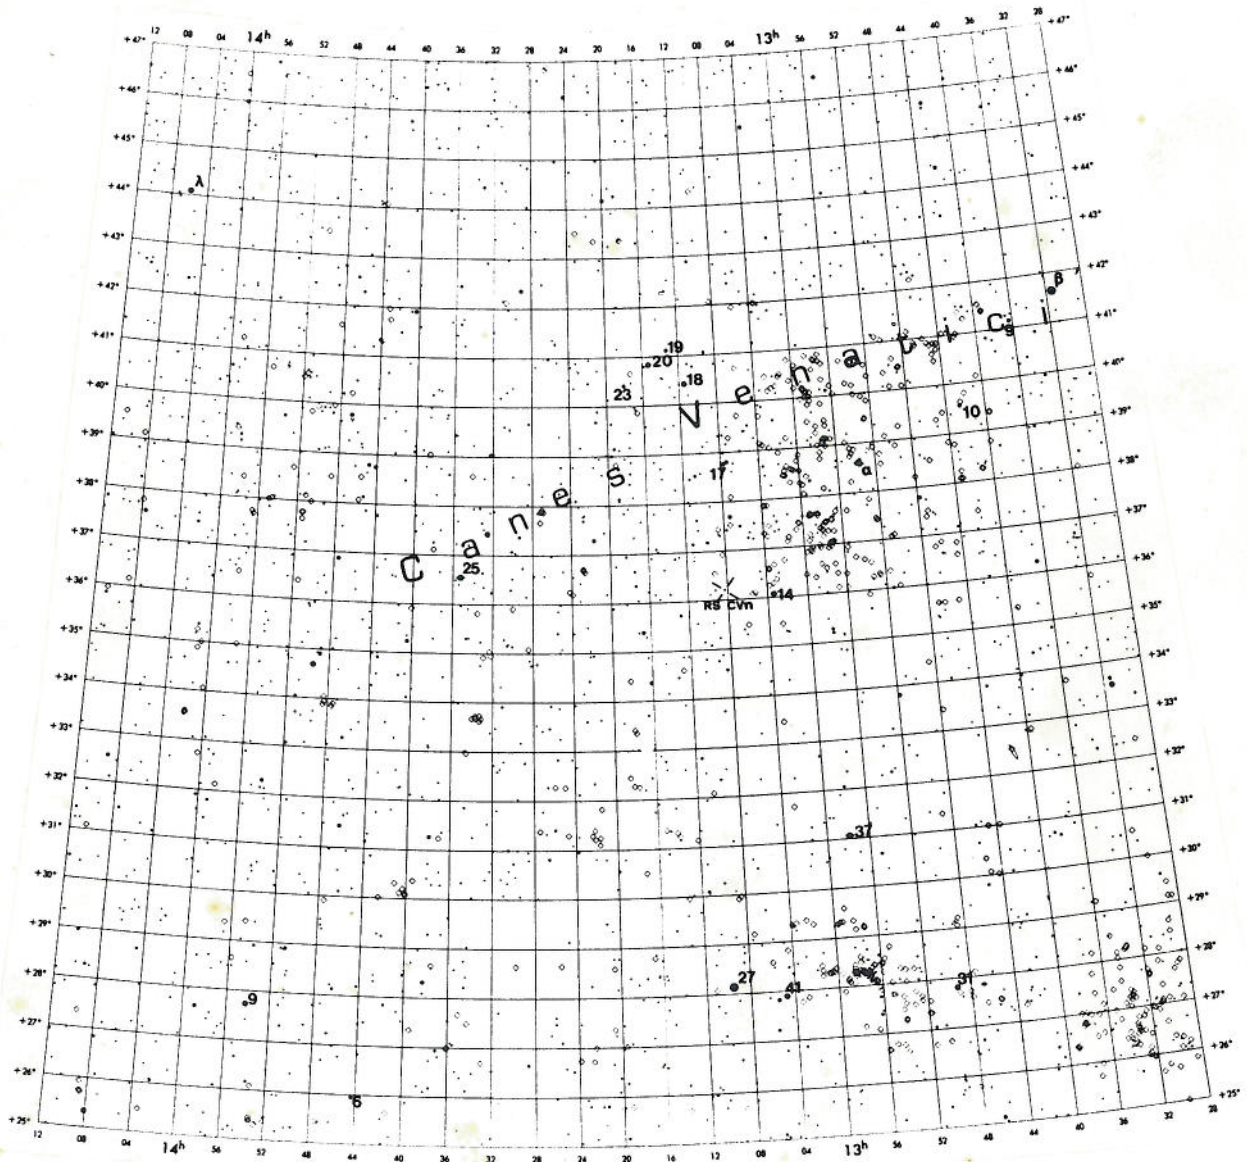 12 08 04 14h 56 52 48 44 40 36 32 28 24 20 16 12 08 04 13h 56 52 48 44 40 36 32 28
+47° +47°
+46° +46°
+45° +45°
+44° λ +44°
+43° +43°
+42° β +42°
+41° +41°
+40° 19 20 18 23 +40°
+39° 10 +39°
+38° 17 α +38°
Canes Venatici
9
+37° +37°
+36° 25 +36°
RS CVn 14
+35° +35°
+34° +34°
+33° +33°
+32° +32°
+31° 37 +31°
+30° +30°
+29° +29°
+28° 27 41 31 +28°
+27° 9 +27°
+26° 6 +26°
+25° +25°
12 08 04 14h 56 52 48 44 40 36 32 28 24 20 16 12 08 04 13h 56 52 48 44 40 36 32 28